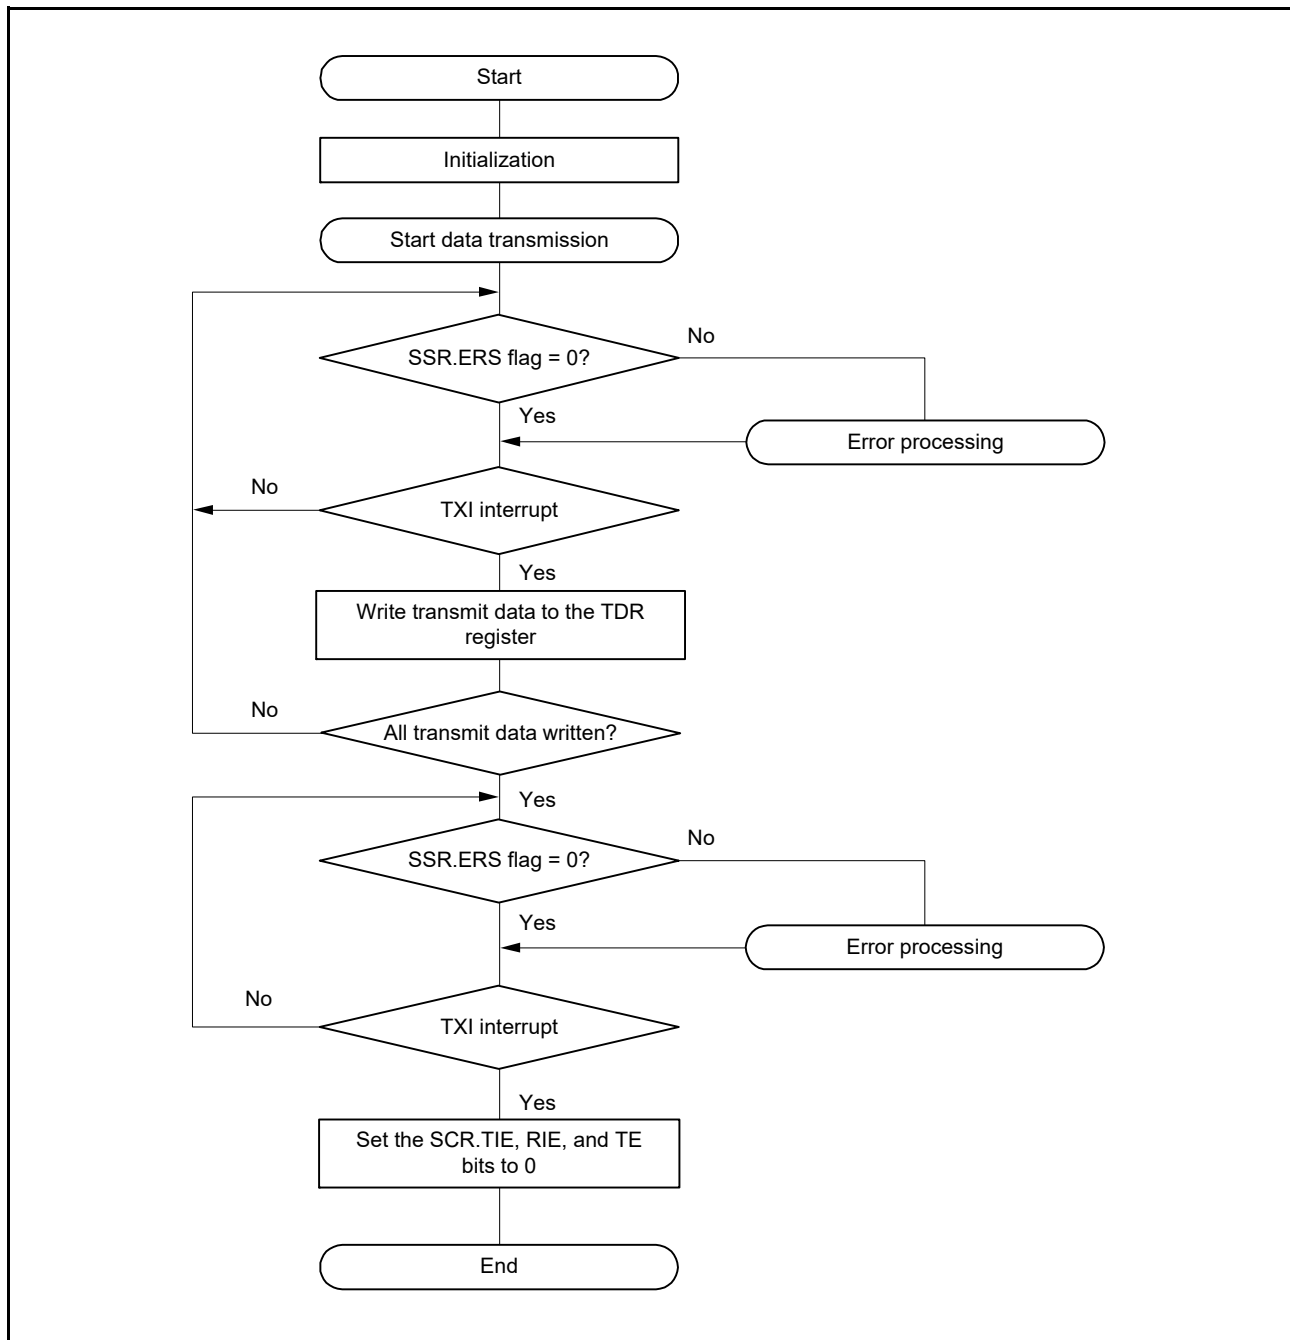 Start
Initialization
Start data transmission
SSR.ERS flag = 0?
No
Yes
Error processing
No
TXI interrupt
Yes
Write transmit data to the TDR
register
No
All transmit data written?
Yes
SSR.ERS flag = 0?
No
Yes
Error processing
No
TXI interrupt
Yes
Set the SCR.TIE, RIE, and TE
bits to 0
End